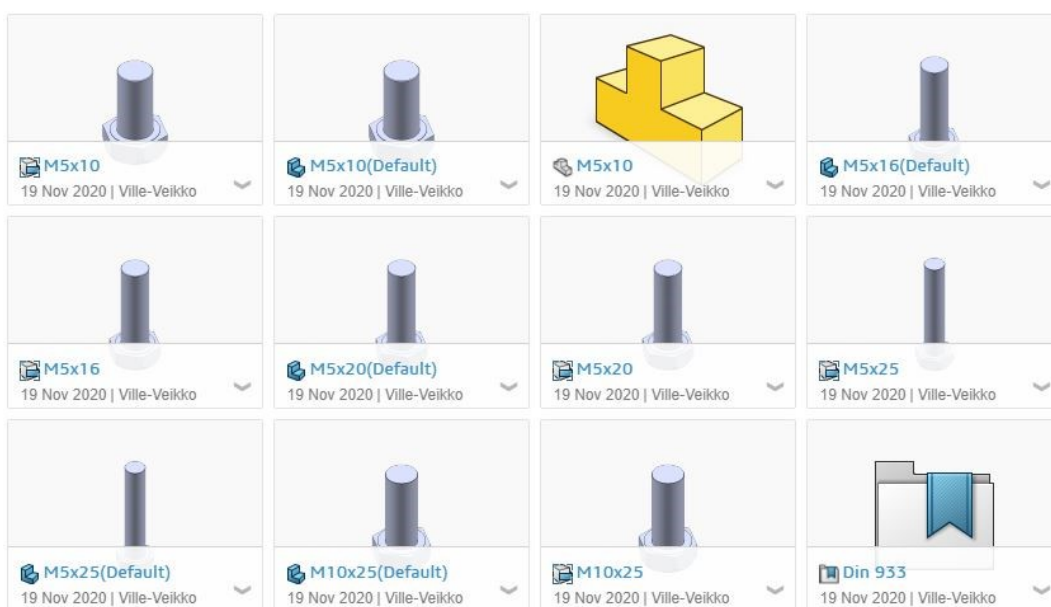 M5x10
19 Nov 2020 | Ville-Veikko
M5x10(Default)
19 Nov 2020 | Ville-Veikko
M5x10
19 Nov 2020 | Ville-Veikko
M5x16(Default)
19 Nov 2020 | Ville-Veikko
M5x16
19 Nov 2020 | Ville-Veikko
M5x20(Default)
19 Nov 2020 | Ville-Veikko
M5x20
19 Nov 2020 | Ville-Veikko
M5x25
19 Nov 2020 | Ville-Veikko
M5x25(Default)
19 Nov 2020 | Ville-Veikko
M10x25(Default)
19 Nov 2020 | Ville-Veikko
M10x25
19 Nov 2020 | Ville-Veikko
Din 933
19 Nov 2020 | Ville-Veikko